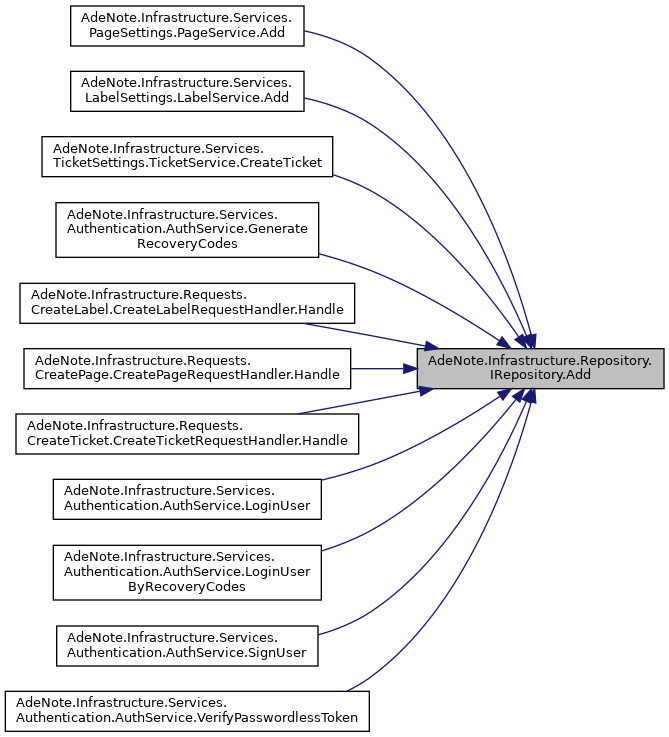 AdeNote.Infrastructure.Services.
PageSettings.PageService.Add
AdeNote.Infrastructure.Services.
LabelSettings.LabelService.Add
AdeNote.Infrastructure.Services.
TicketSettings.TicketService.CreateTicket
AdeNote.Infrastructure.Services.
Authentication.AuthService.Generate
RecoveryCodes
AdeNote.Infrastructure.Requests.
CreateLabel.CreateLabelRequestHandler.Handle
AdeNote.Infrastructure.Repository.
IRepository.Add
AdeNote.Infrastructure.Requests.
CreatePage.CreatePageRequestHandler.Handle
AdeNote.Infrastructure.Requests.
CreateTicket.CreateTicketRequestHandler.Handle
AdeNote.Infrastructure.Services.
Authentication.AuthService.LoginUser
AdeNote.Infrastructure.Services.
Authentication.AuthService.LoginUser
ByRecoveryCodes
AdeNote.Infrastructure.Services.
Authentication.AuthService.SignUser
AdeNote.Infrastructure.Services.
Authentication.AuthService.VerifyPasswordlessToken